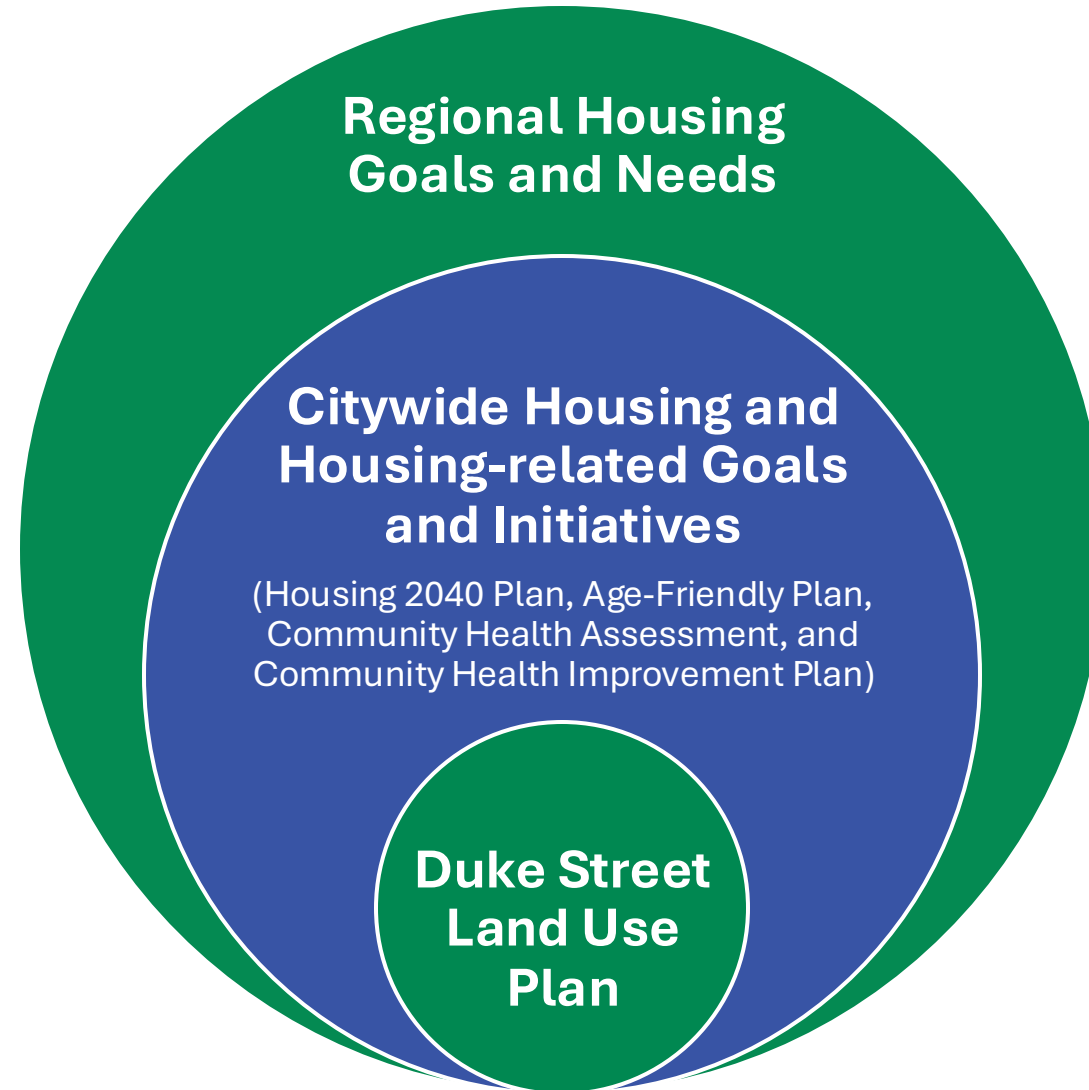 Regional Housing
Goals and Needs
Citywide Housing and
Housing-related Goals
and Initiatives
(Housing 2040 Plan, Age-Friendly Plan,
Community Health Assessment, and
Community Health Improvement Plan)
Duke Street
Land Use
Plan